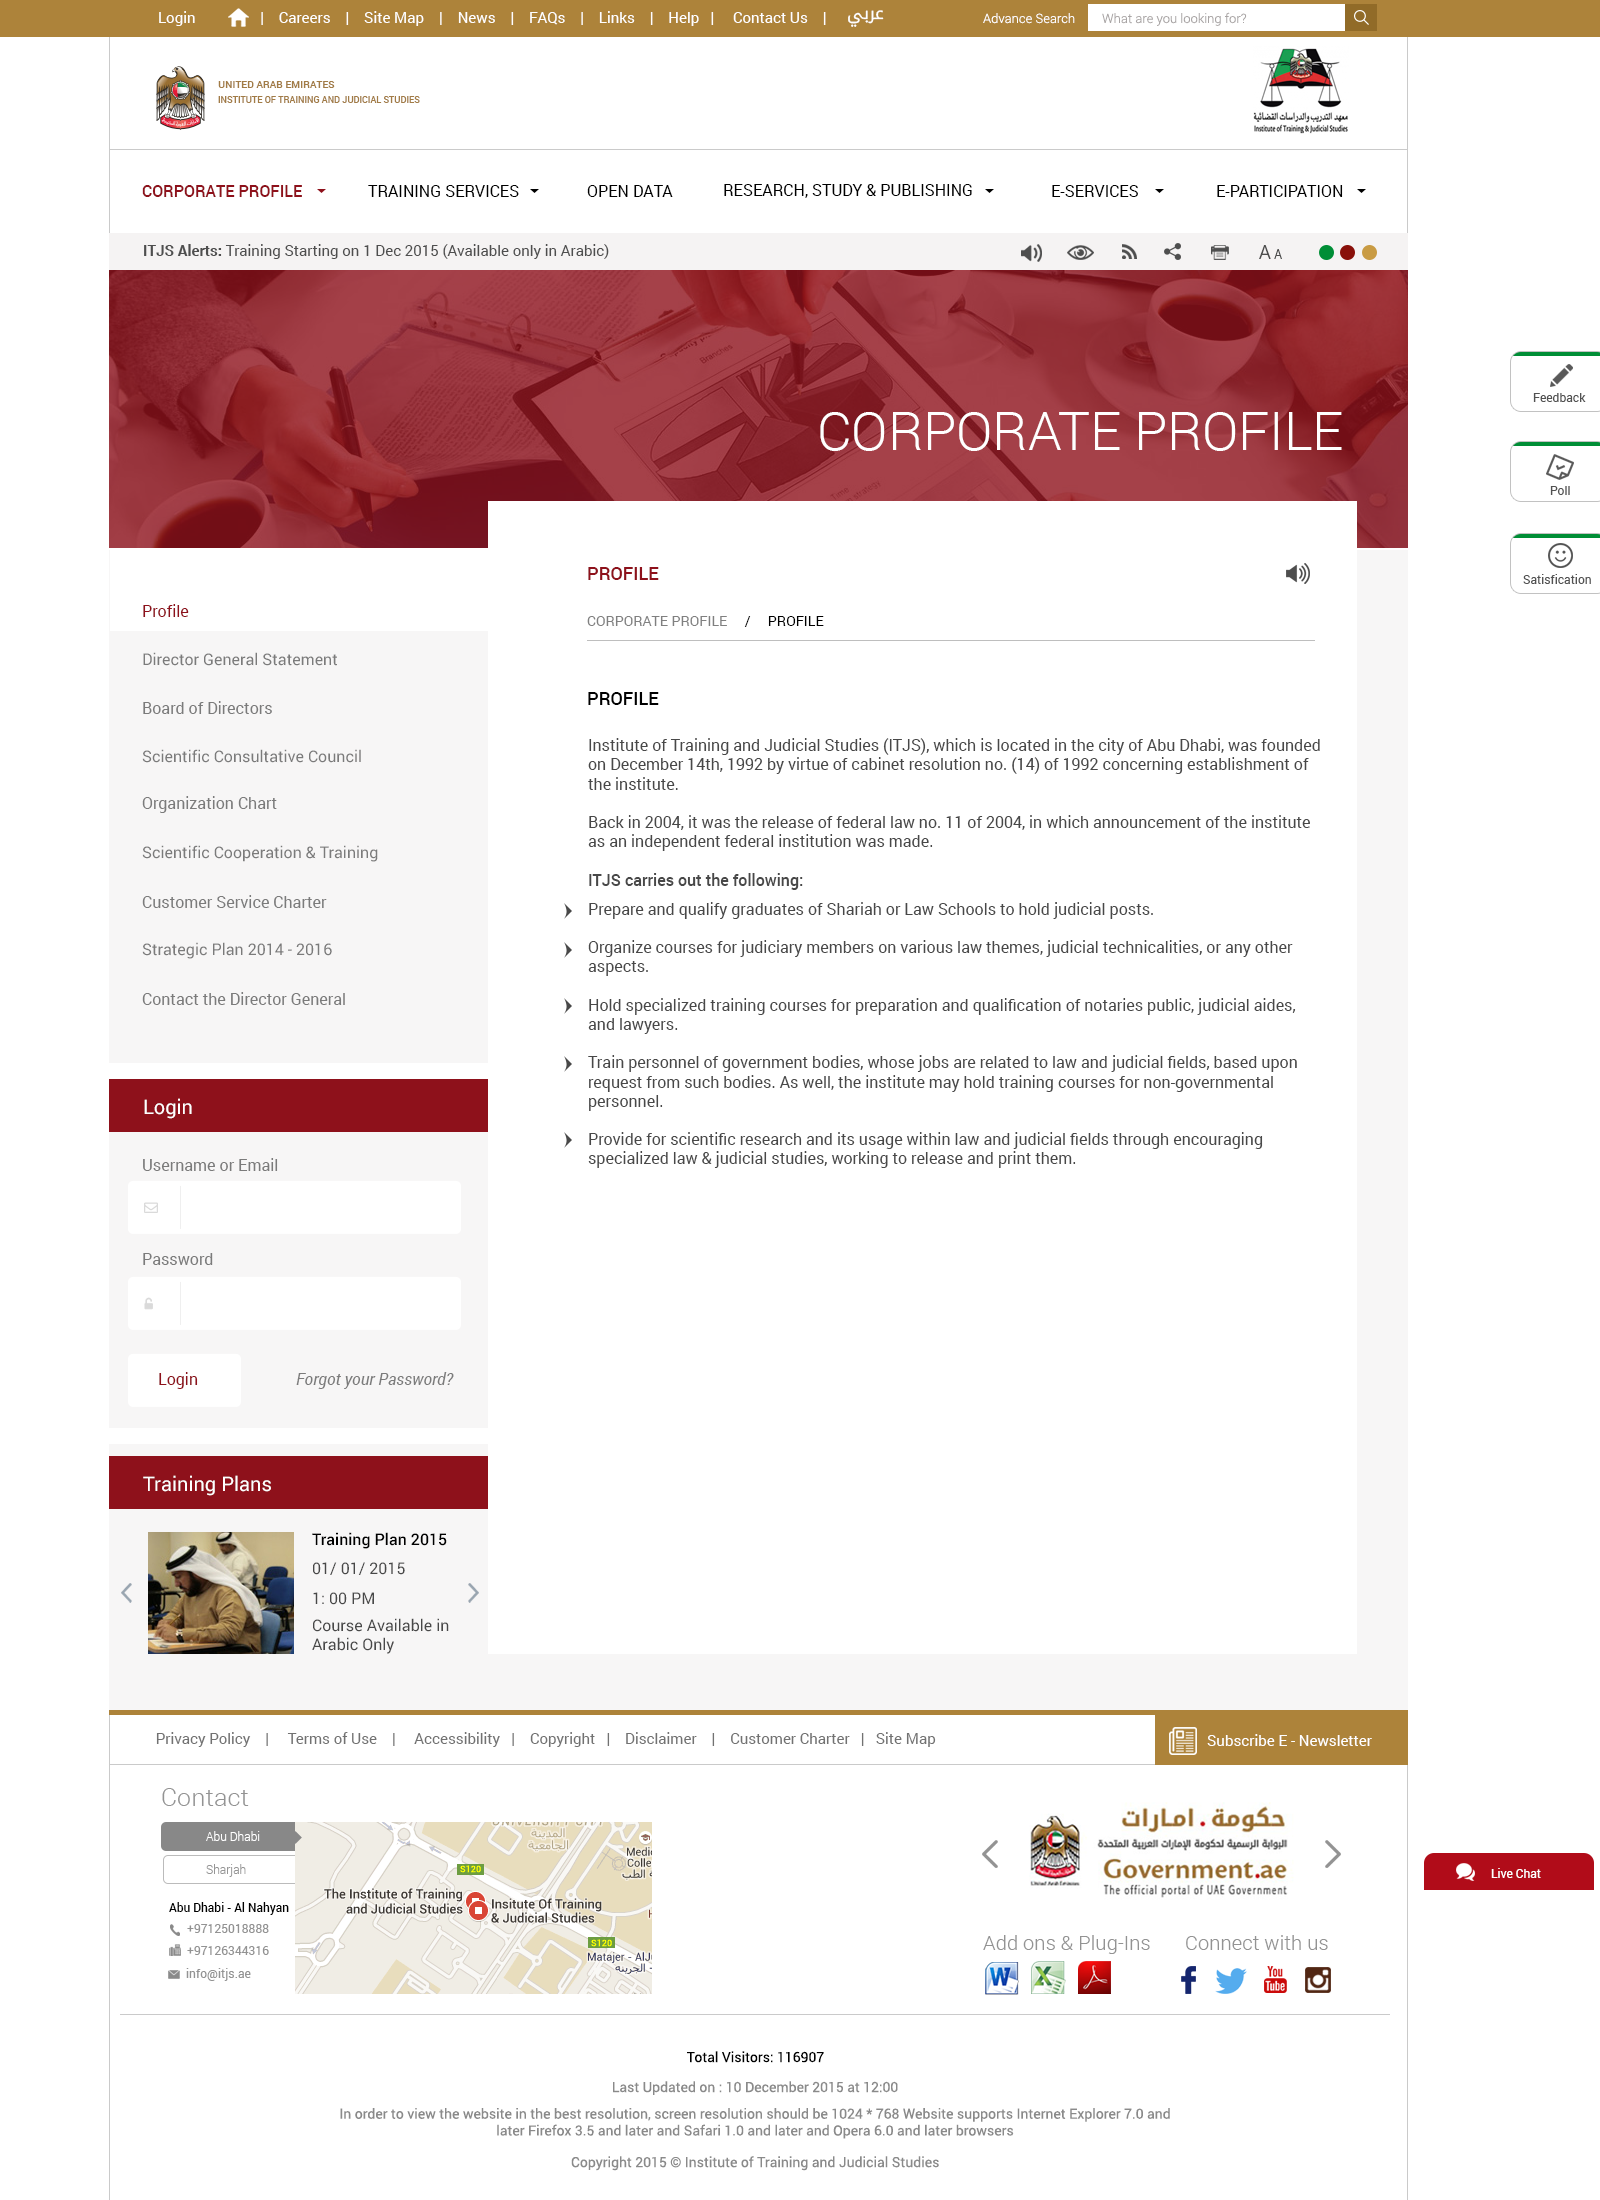 Login | Careers | Site Map | News | FAQs | Links | Help | Contact Us | عربي
Advance Search What are you looking for?
UNITED ARAB EMIRATES
INSTITUTE OF TRAINING AND JUDICIAL STUDIES
معهد التدريب والدراسات القضائية
Institute of Training & Judicial Studies
CORPORATE PROFILE TRAINING SERVICES OPEN DATA RESEARCH, STUDY & PUBLISHING E-SERVICES E-PARTICIPATION
ITJS Alerts: Training Starting on 1 Dec 2015 (Available only in Arabic)
A A
Branches
CORPORATE PROFILE
Feedback
Poll
Satisfication
Profile
Director General Statement
Board of Directors
Scientific Consultative Council
Organization Chart
Scientific Cooperation & Training
Customer Service Charter
Strategic Plan 2014 - 2016
Contact the Director General
PROFILE
CORPORATE PROFILE / PROFILE
PROFILE
Institute of Training and Judicial Studies (ITJS), which is located in the city of Abu Dhabi, was founded
on December 14th, 1992 by virtue of cabinet resolution no. (14) of 1992 concerning establishment of
the institute.
Back in 2004, it was the release of federal law no. 11 of 2004, in which announcement of the institute
as an independent federal institution was made.
ITJS carries out the following:
Prepare and qualify graduates of Shariah or Law Schools to hold judicial posts.
Organize courses for judiciary members on various law themes, judicial technicalities, or any other
aspects.
Hold specialized training courses for preparation and qualification of notaries public, judicial aides,
and lawyers.
Train personnel of government bodies, whose jobs are related to law and judicial fields, based upon
request from such bodies. As well, the institute may hold training courses for non-governmental
personnel.
Provide for scientific research and its usage within law and judicial fields through encouraging
specialized law & judicial studies, working to release and print them.
Login
Username or Email
Password
Login Forgot your Password?
Training Plans
Training Plan 2015
01/ 01/ 2015
1: 00 PM
Course Available in
Arabic Only
Privacy Policy | Terms of Use | Accessibility | Copyright | Disclaimer | Customer Charter | Site Map
Subscribe E - Newsletter
Contact
Abu Dhabi
Sharjah
Abu Dhabi - Al Nahyan
+97125018888
+97126344316
info@itjs.ae
UNIVERSITY CITY
المدينة
الجامعية
Medic
Colle
كلية
الطب
S120
The Institute of Training
and Judicial Studies
Insitute Of Training
& Judicial Studies
S120
Matajer - AlJu
الحرينه -
حكومة . امارات
البوابة الرسمية لحكومة الإمارات العربية المتحدة
Government.ae
The official portal of UAE Government
United Arab Emirates
Live Chat
Add ons & Plug-Ins
Connect with us
W X
f You Tube
Total Visitors: 116907
Last Updated on : 10 December 2015 at 12:00
In order to view the website in the best resolution, screen resolution should be 1024 * 768 Website supports Internet Explorer 7.0 and
later Firefox 3.5 and later and Safari 1.0 and later and Opera 6.0 and later browsers
Copyright 2015 © Institute of Training and Judicial Studies